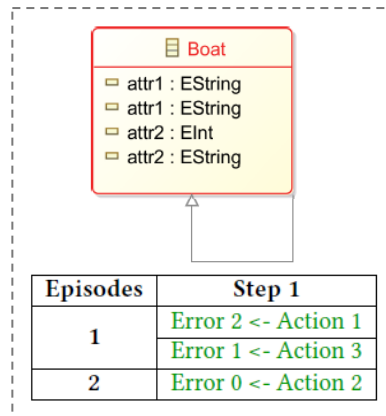 Boat
attr1 : EString
attr1 : EString
attr2 : EInt
attr2 : EString
Episodes Step 1
1 Error 2 <- Action 1
Error 1 <- Action 3
2 Error 0 <- Action 2